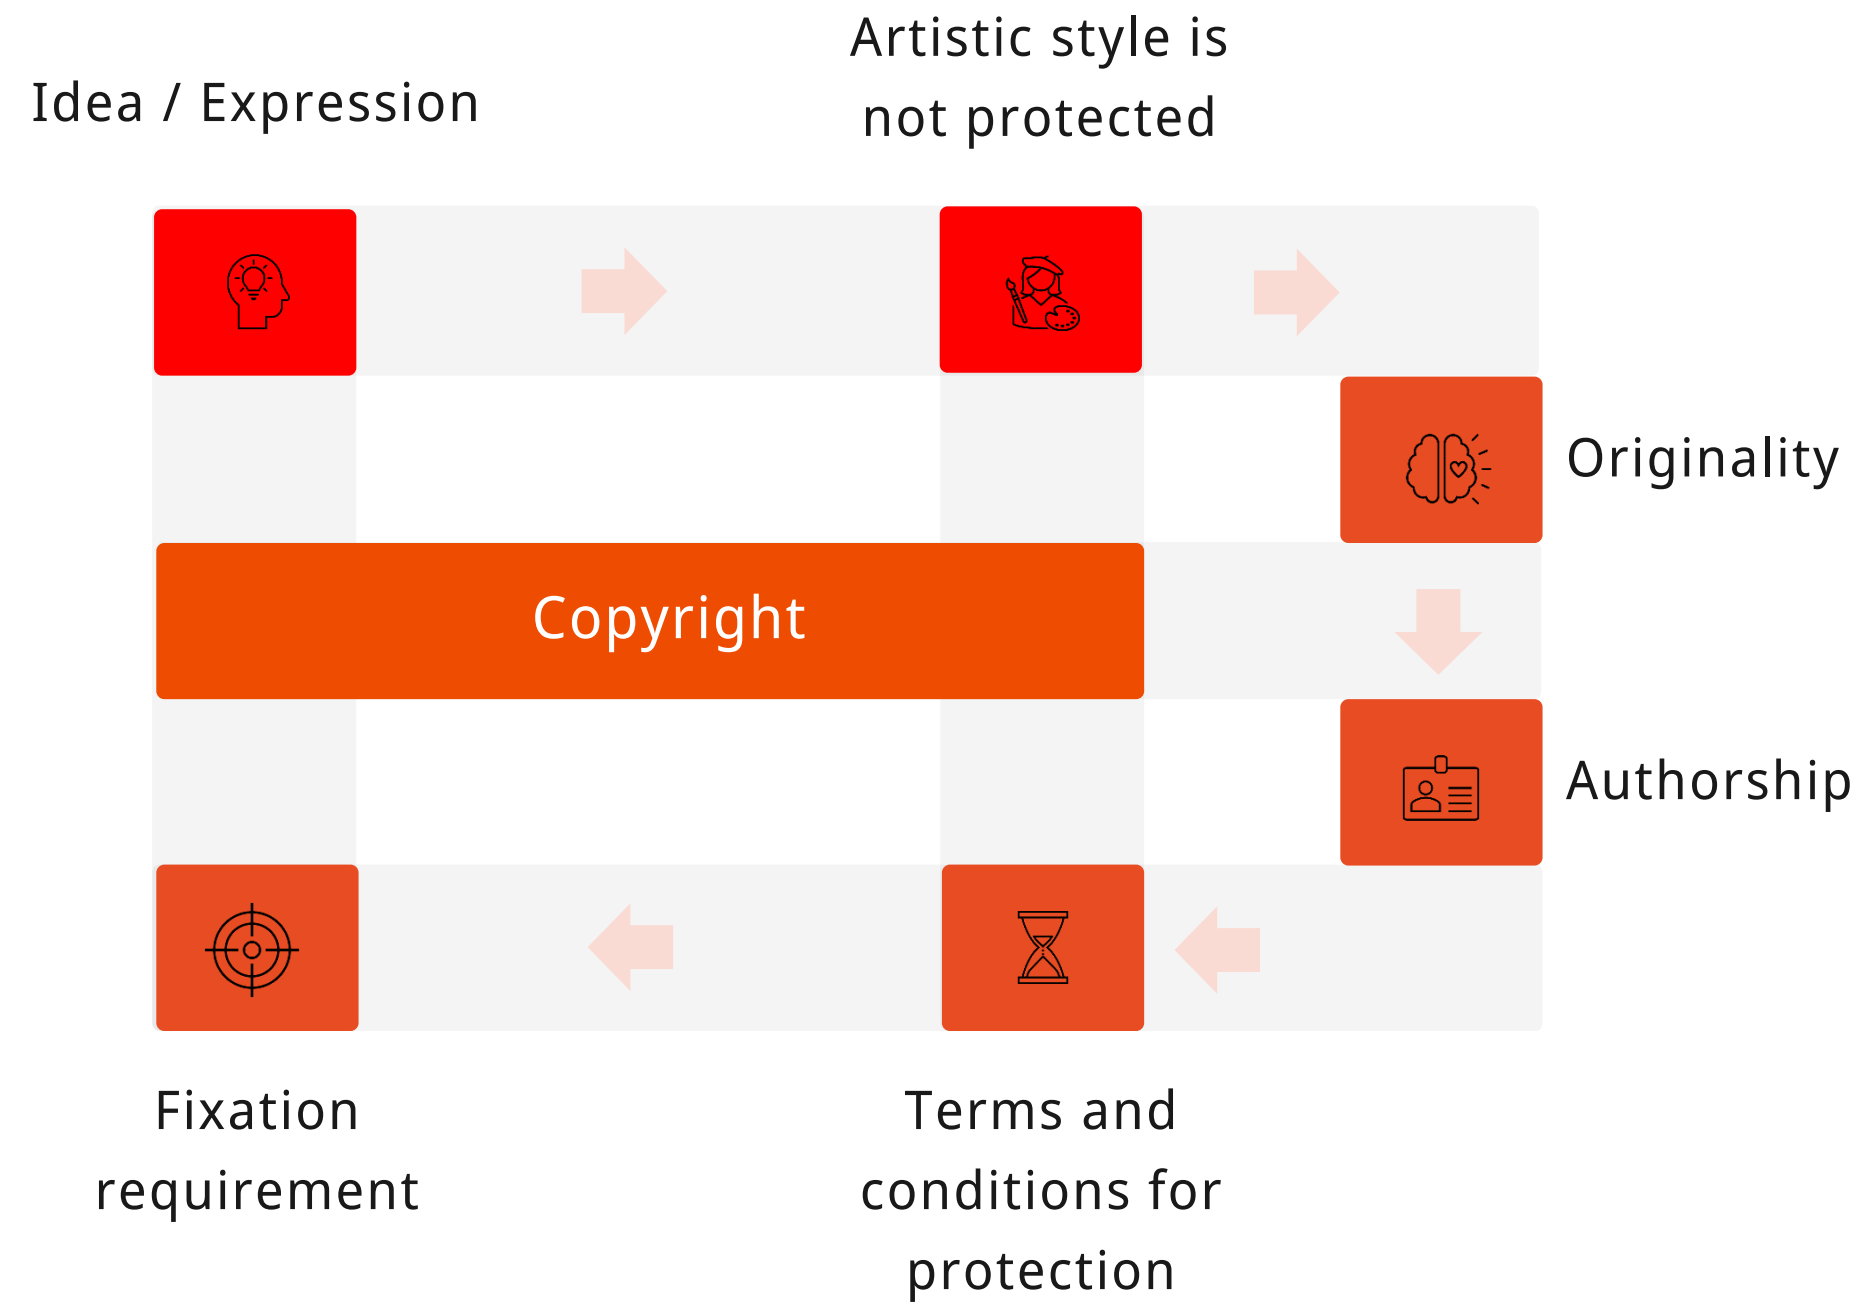 Idea / Expression
Artistic style is
not protected
Originality
Copyright
Authorship
Fixation
requirement
Terms and
conditions for
protection